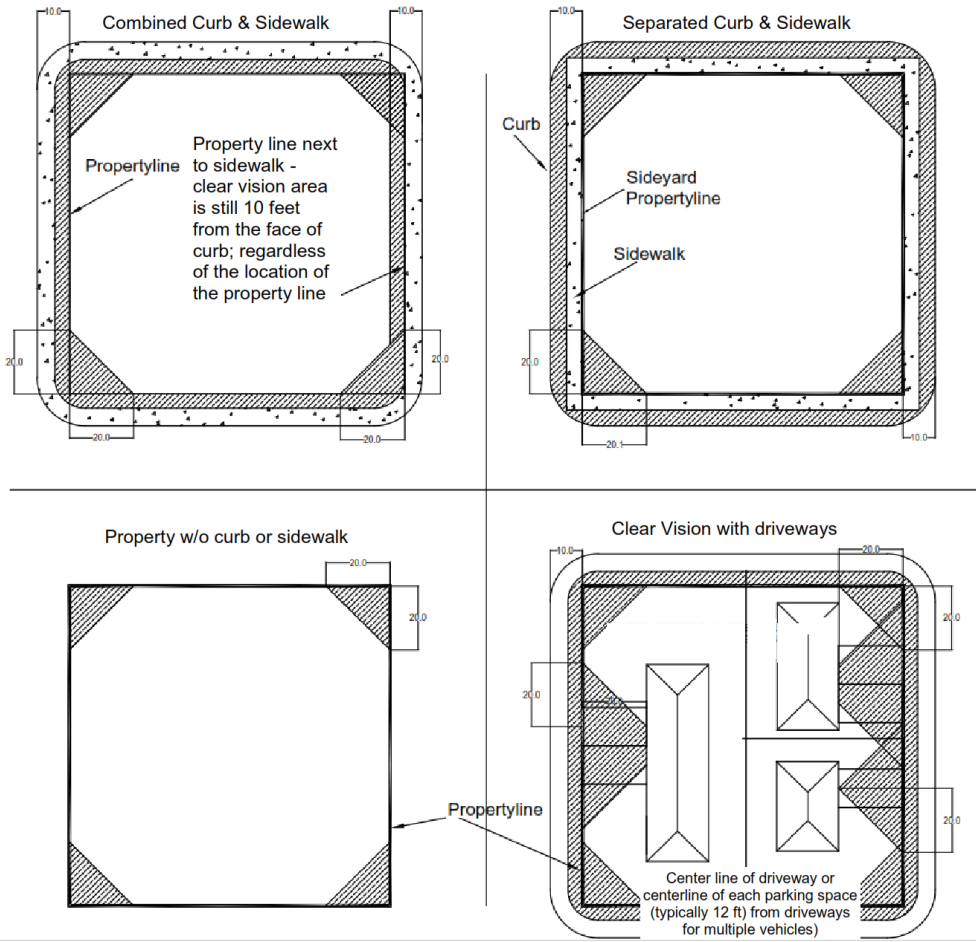 10.0
Combined Curb & Sidewalk
10.0
10.0
Separated Curb & Sidewalk
Curb
Propertyline
Property line next
to sidewalk -
clear vision area
is still 10 feet
from the face of
curb; regardless
of the location of
the property line
Sideyard
Propertyline
Sidewalk
20.0
20.0
20.0
20.0
20.0
20.1
10.0
Property w/o curb or sidewalk
Clear Vision with driveways
20.0
10.0
20.0
20.0
20.0
20.0
Propertyline
20.0
Center line of driveway or
centerline of each parking space
(typically 12 ft) from driveways
for multiple vehicles)